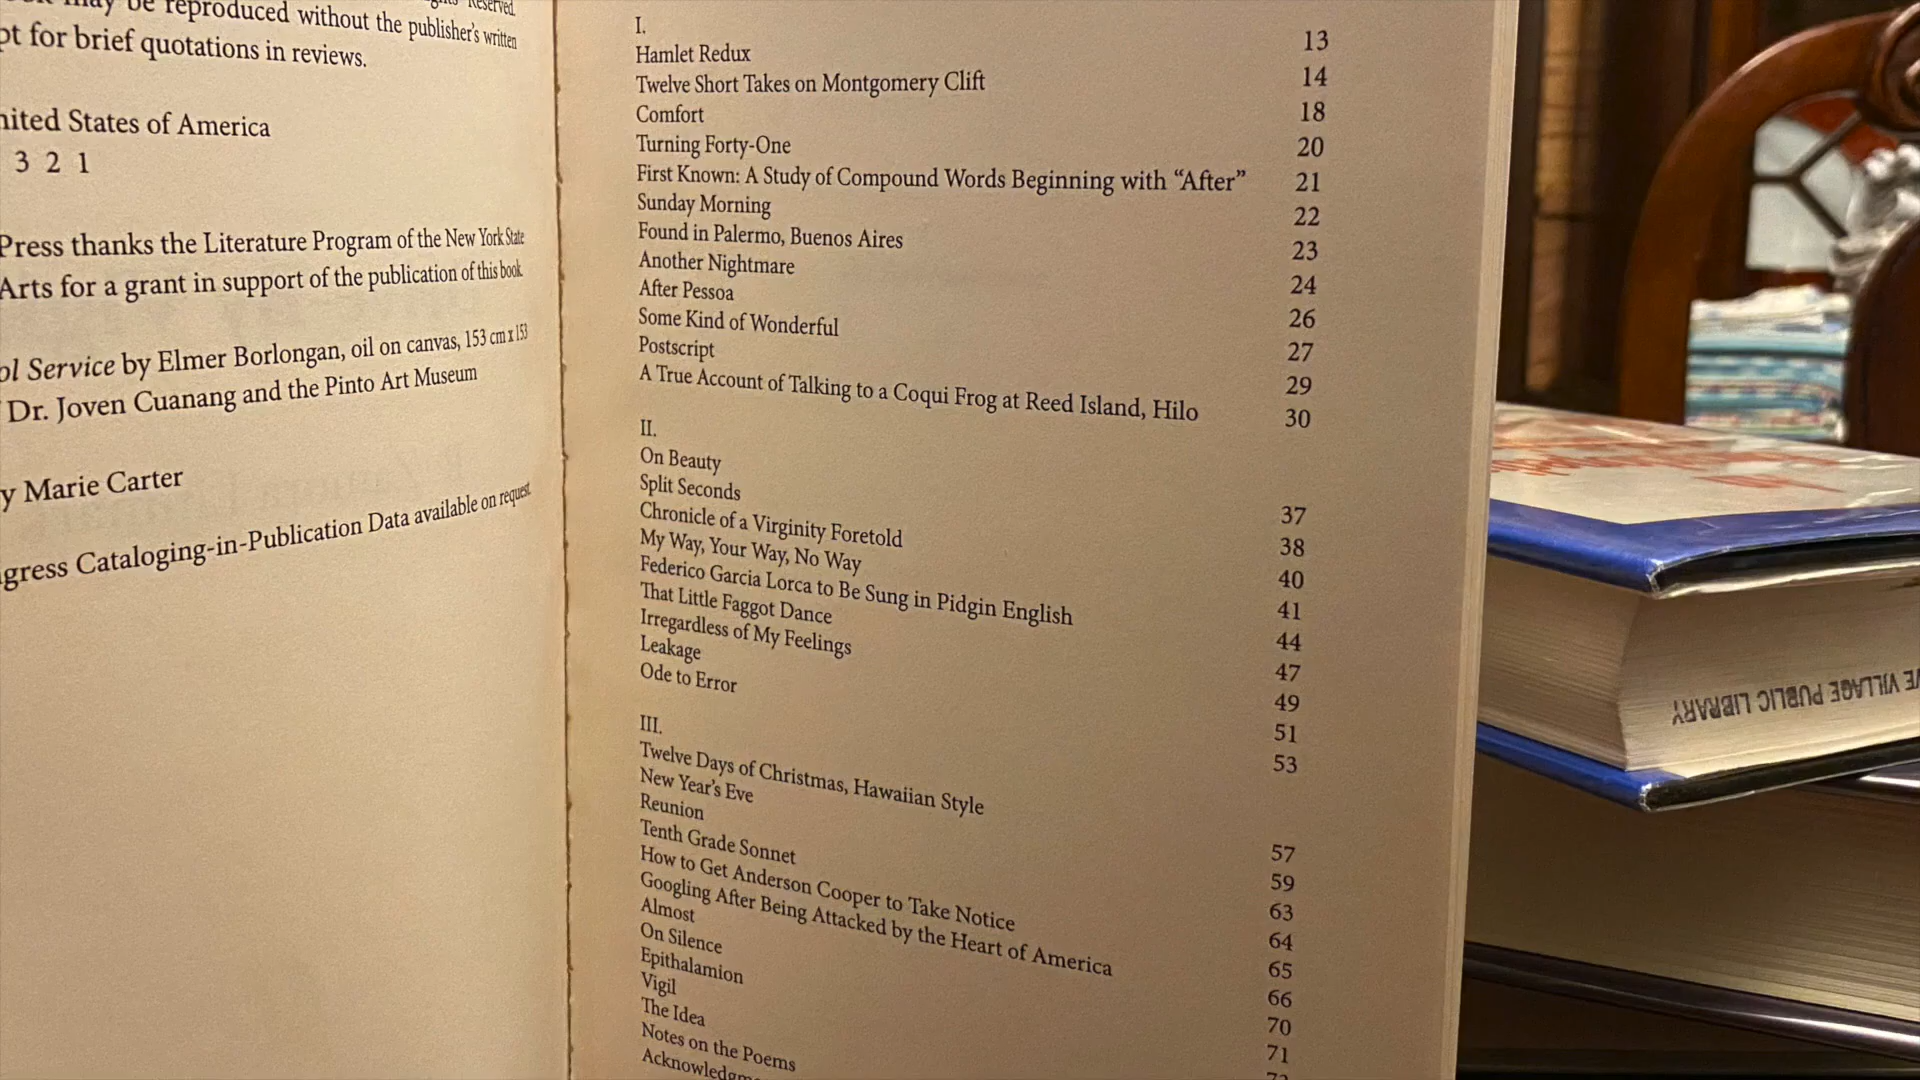 Reserved.
may be reproduced without the publisher's written
pt for brief quotations in reviews.
nited States of America
3 2 1
Press thanks the Literature Program of the New York State
Arts for a grant in support of the publication of this book.
ol Service by Elmer Borlongan, oil on canvas, 153 cm x 153
Dr. Joven Cuanang and the Pinto Art Museum
y Marie Carter
gress Cataloging-in-Publication Data available on request.
I.
Hamlet Redux 13
Twelve Short Takes on Montgomery Clift 14
Comfort 18
Turning Forty-One 20
First Known: A Study of Compound Words Beginning with “After” 21
Sunday Morning 22
Found in Palermo, Buenos Aires 23
Another Nightmare 24
After Pessoa 26
Some Kind of Wonderful 27
Postscript 29
A True Account of Talking to a Coqui Frog at Reed Island, Hilo 30
II.
On Beauty 37
Split Seconds 38
Chronicle of a Virginity Foretold 40
My Way, Your Way, No Way 41
Federico Garcia Lorca to Be Sung in Pidgin English 44
That Little Faggot Dance 47
Irregardless of My Feelings 49
Leakage 51
Ode to Error 53
III.
Twelve Days of Christmas, Hawaiian Style 57
New Year's Eve 59
Reunion 63
Tenth Grade Sonnet 64
How to Get Anderson Cooper to Take Notice 65
Googling After Being Attacked by the Heart of America 66
Almost 70
On Silence 71
Epithalamion
Vigil
The Idea
Notes on the Poems
VE VILLAGE PUBLIC LIBRARY